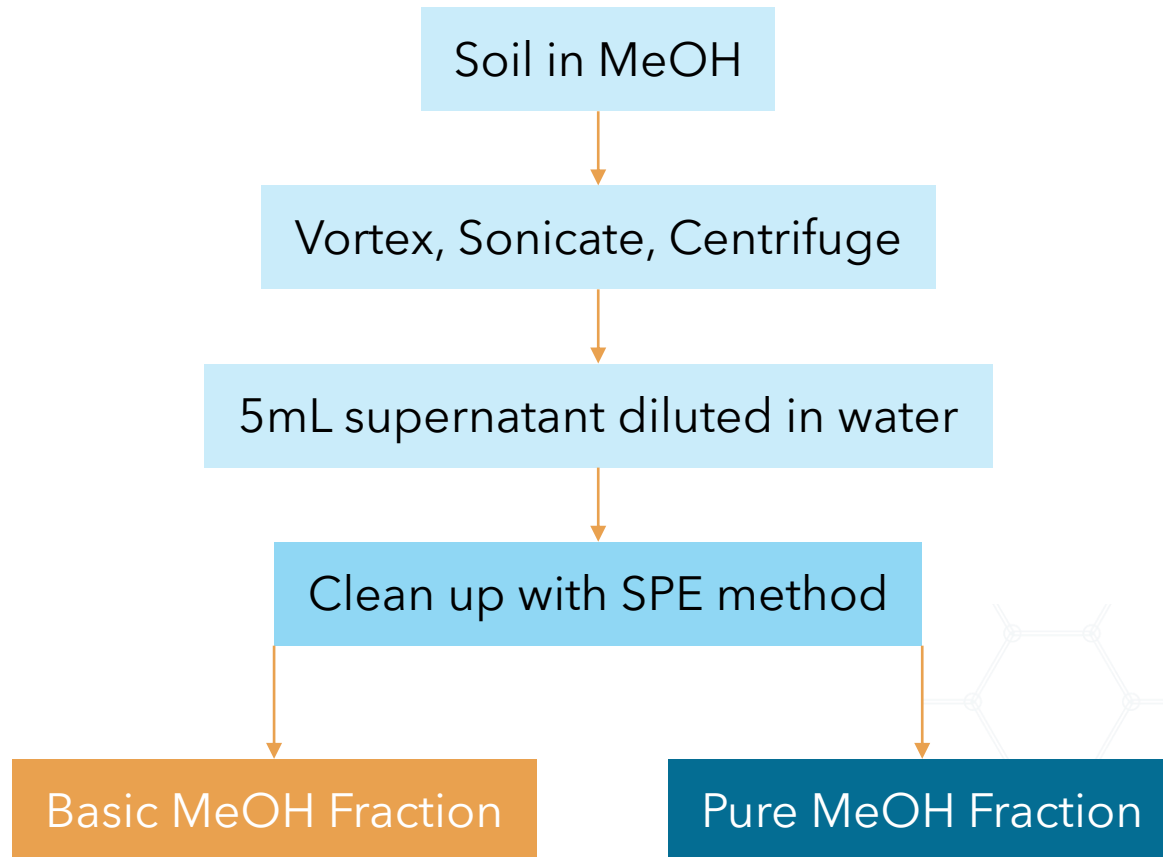 Soil in MeOH
Vortex, Sonicate, Centrifuge
5mL supernatant diluted in water
Clean up with SPE method
Basic MeOH Fraction
Pure MeOH Fraction